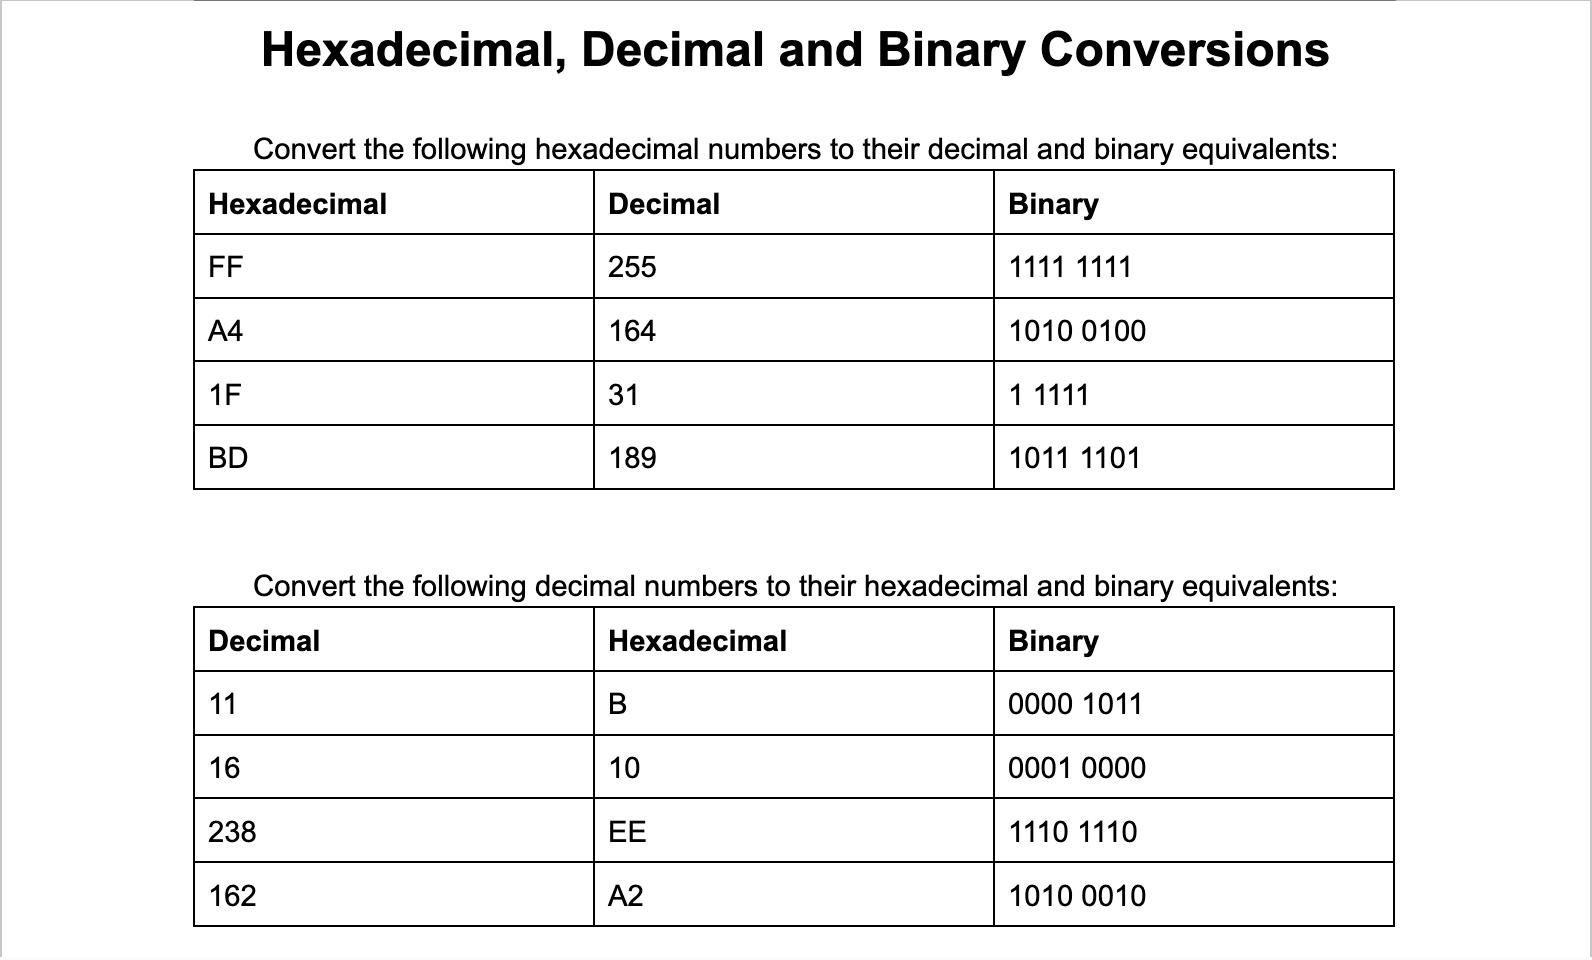 Hexadecimal, Decimal and Binary Conversions
Convert the following hexadecimal numbers to their decimal and binary equivalents:
Hexadecimal Decimal Binary
FF 255 1111 1111
A4 164 1010 0100
1F 31 1 1111
BD 189 1011 1101
Convert the following decimal numbers to their hexadecimal and binary equivalents:
Decimal Hexadecimal Binary
11 B 0000 1011
16 10 0001 0000
238 EE 1110 1110
162 A2 1010 0010